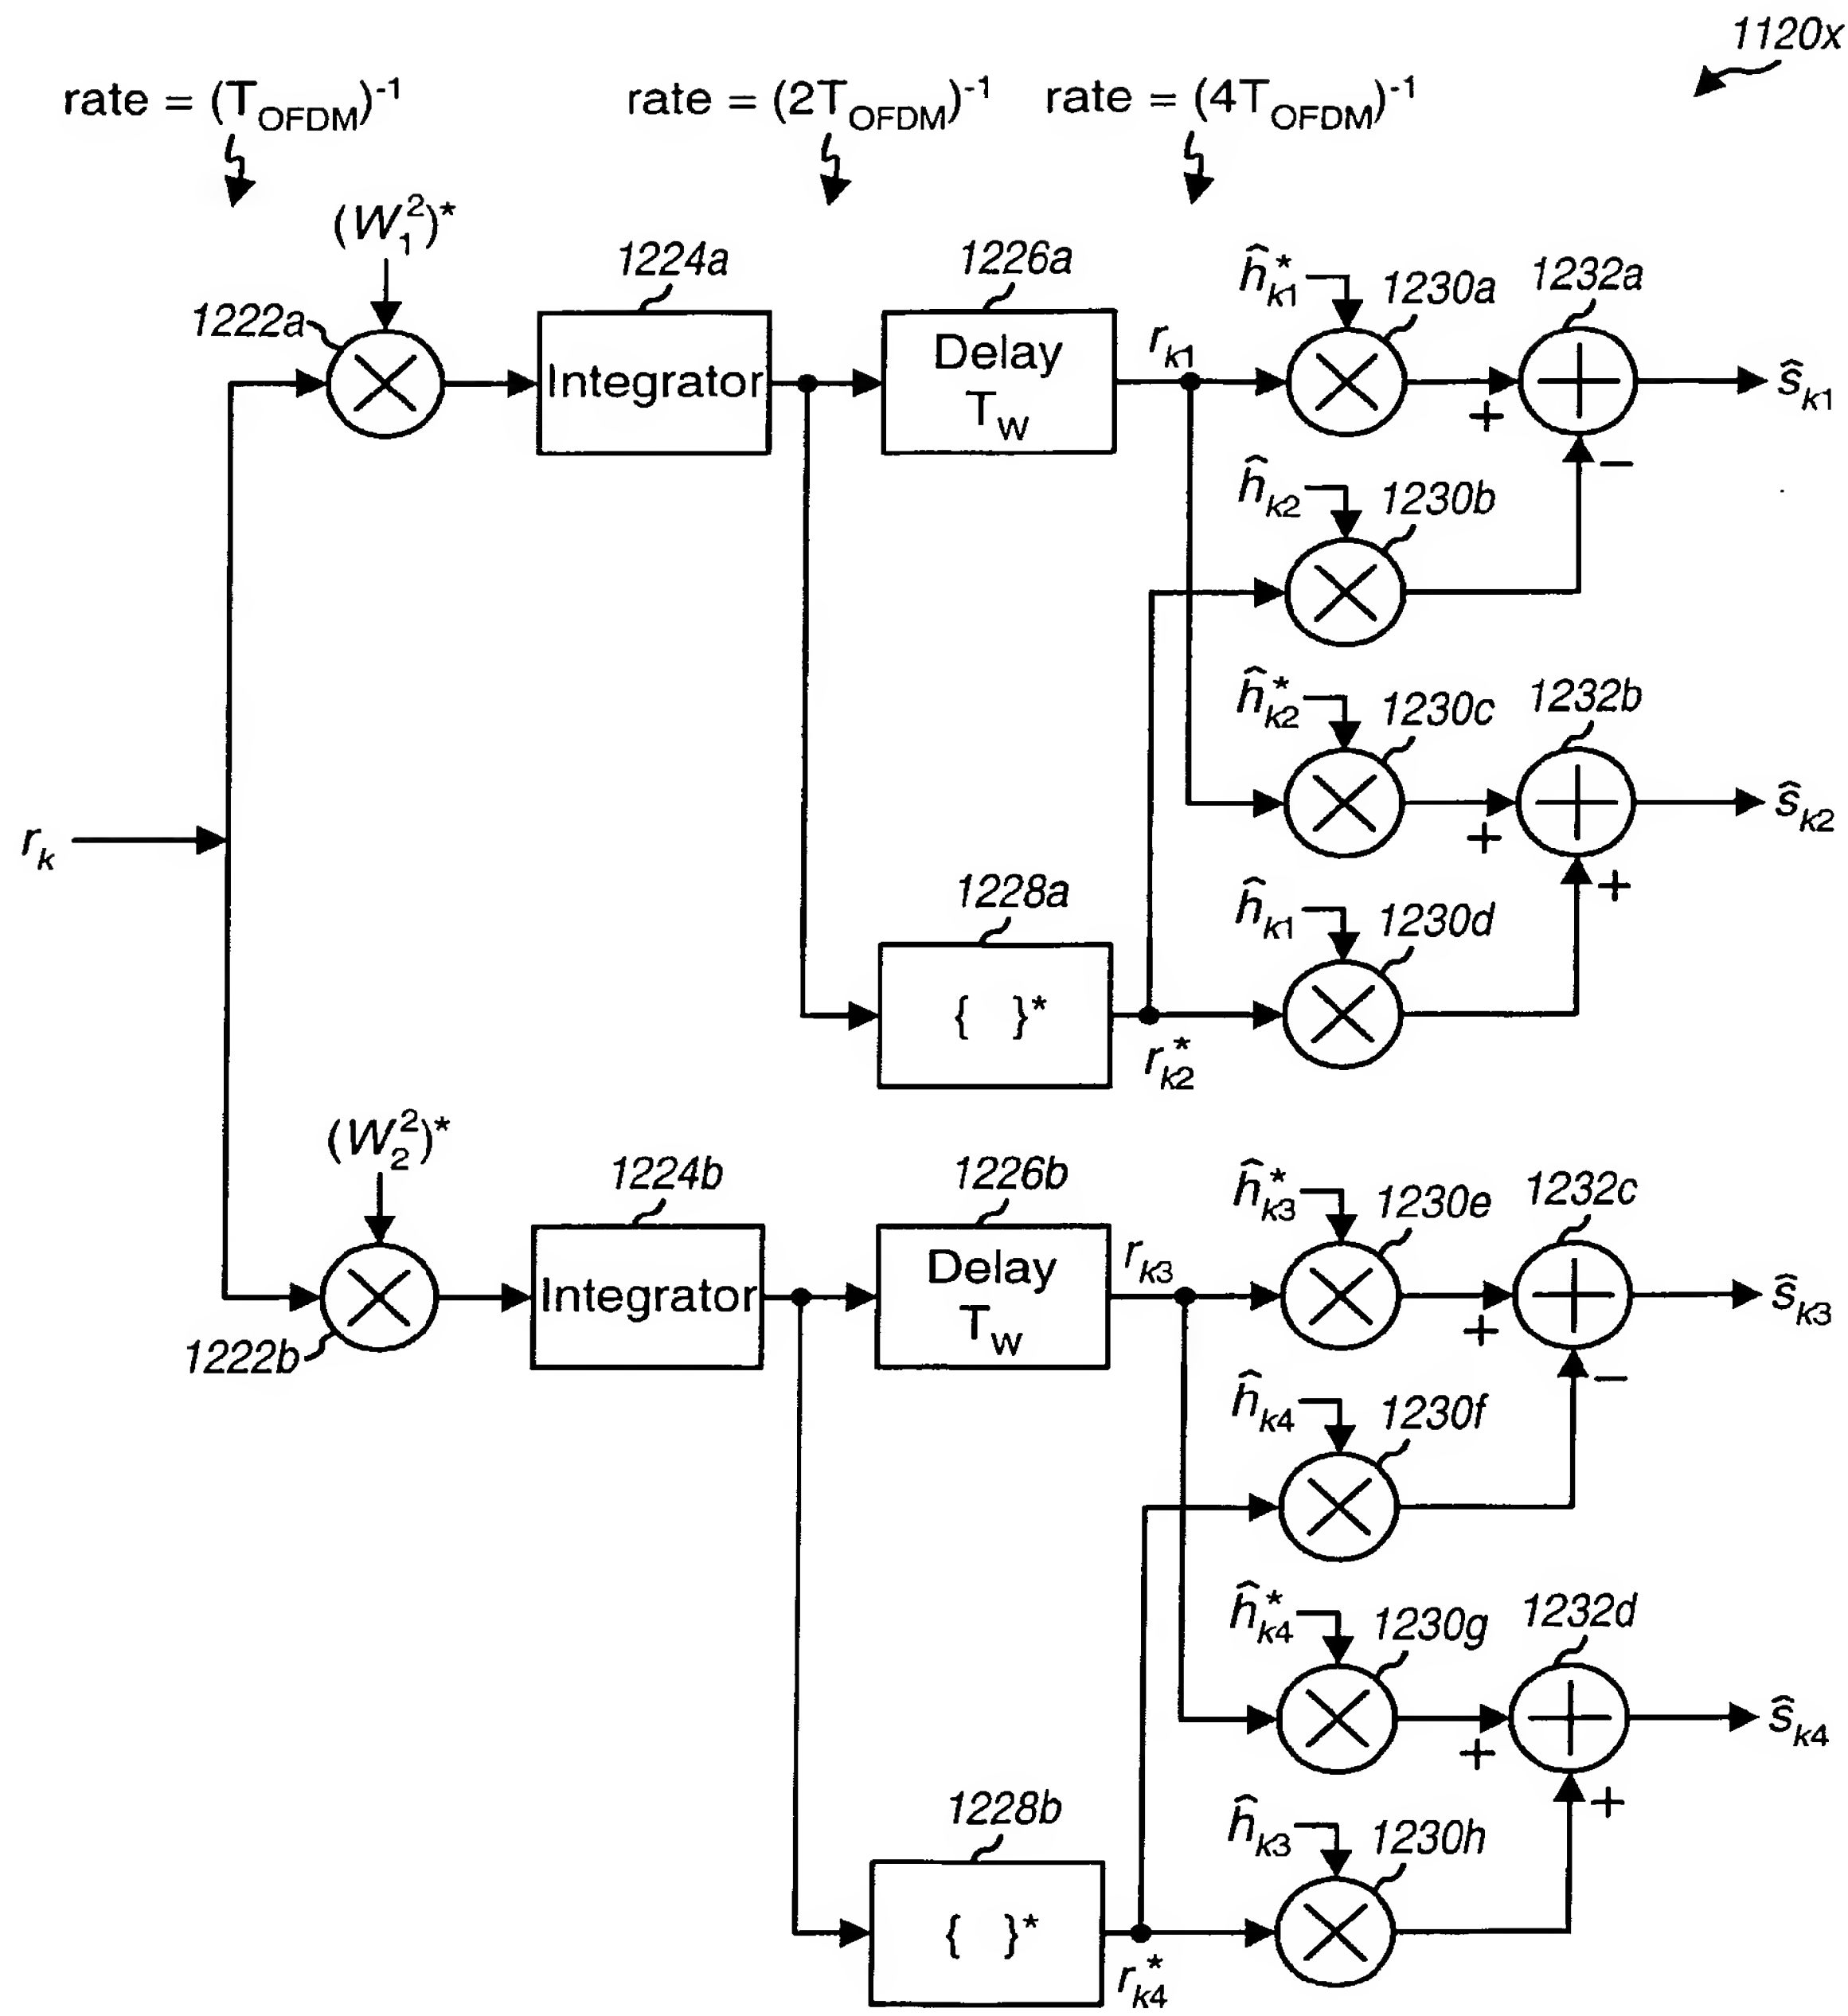 1120x
rate = (T_OFDM)^-1
rate = (2T_OFDM)^-1
rate = (4T_OFDM)^-1
(W_1^2)*
1222a
1224a
Integrator
1226a
Delay
T_W
r_k1
ĥ*_k1
1230a
1232a
+
−
ŝ_k1
ĥ_k2
1230b
ĥ*_k2
1230c
1232b
+
+
ŝ_k2
r_k
1228a
{ }*
r*_k2
ĥ_k1
1230d
(W_2^2)*
1222b
1224b
Integrator
1226b
Delay
T_W
r_k3
ĥ*_k3
1230e
1232c
+
−
ŝ_k3
ĥ_k4
1230f
ĥ*_k4
1230g
1232d
+
+
ŝ_k4
1228b
{ }*
r*_k4
ĥ_k3
1230h